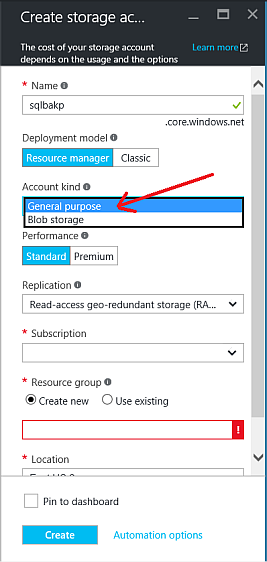 Create storage ac...
The cost of your storage account
depends on the usage and the options
Learn more
* Name
sqlbakp
.core.windows.net
Deployment model
Resource manager
Classic
Account kind
General purpose
Blob storage
Performance
Standard
Premium
Replication
Read-access geo-redundant storage (RA...
* Subscription
* Resource group
Create new
Use existing
* Location
Pin to dashboard
Create
Automation options